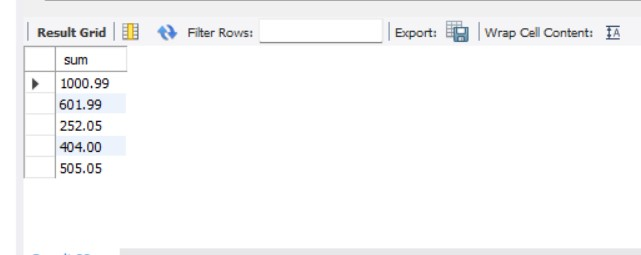 Result Grid Filter Rows: Export: Wrap Cell Content: IA
sum
1000.99
601.99
252.05
404.00
505.05